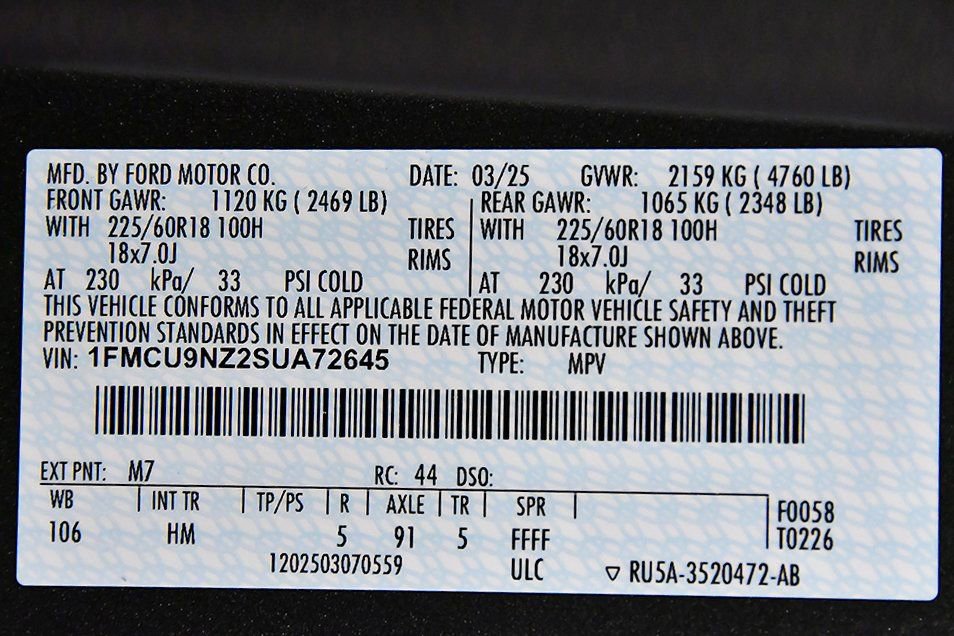 MFD. BY FORD MOTOR CO. DATE: 03/25 GVWR: 2159 KG ( 4760 LB)
FRONT GAWR: 1120 KG ( 2469 LB) REAR GAWR: 1065 KG ( 2348 LB)
WITH 225/60R18 100H TIRES WITH 225/60R18 100H TIRES
18x7.0J RIMS 18x7.0J RIMS
AT 230 kPa/ 33 PSI COLD AT 230 kPa/ 33 PSI COLD
THIS VEHICLE CONFORMS TO ALL APPLICABLE FEDERAL MOTOR VEHICLE SAFETY AND THEFT
PREVENTION STANDARDS IN EFFECT ON THE DATE OF MANUFACTURE SHOWN ABOVE.
VIN: 1FMCU9NZ2SUA72645 TYPE: MPV
EXT PNT: M7 RC: 44 DSO:
WB INT TR TP/PS R AXLE TR SPR F0058
106 HM 5 91 5 FFFF T0226
1202503070559 ULC ▽ RU5A-3520472-AB